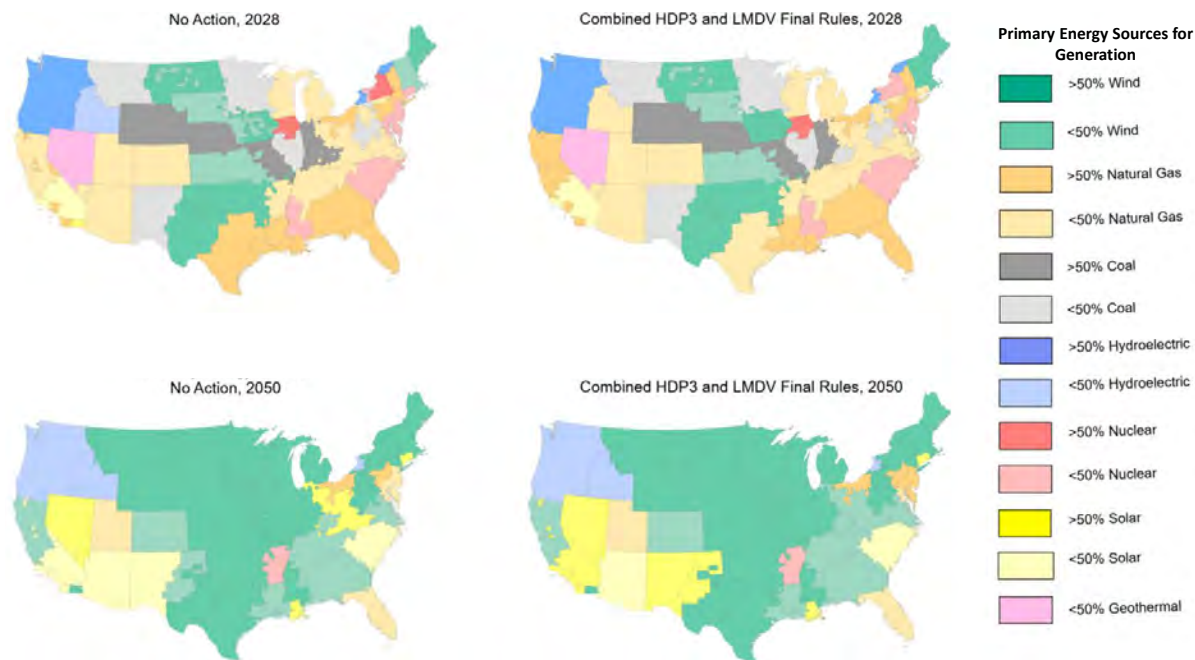 No Action, 2028
Combined HDP3 and LMDV Final Rules, 2028
Primary Energy Sources for
Generation
>50% Wind
<50% Wind
>50% Natural Gas
<50% Natural Gas
>50% Coal
<50% Coal
>50% Hydroelectric
<50% Hydroelectric
>50% Nuclear
<50% Nuclear
>50% Solar
<50% Solar
<50% Geothermal
No Action, 2050
Combined HDP3 and LMDV Final Rules, 2050